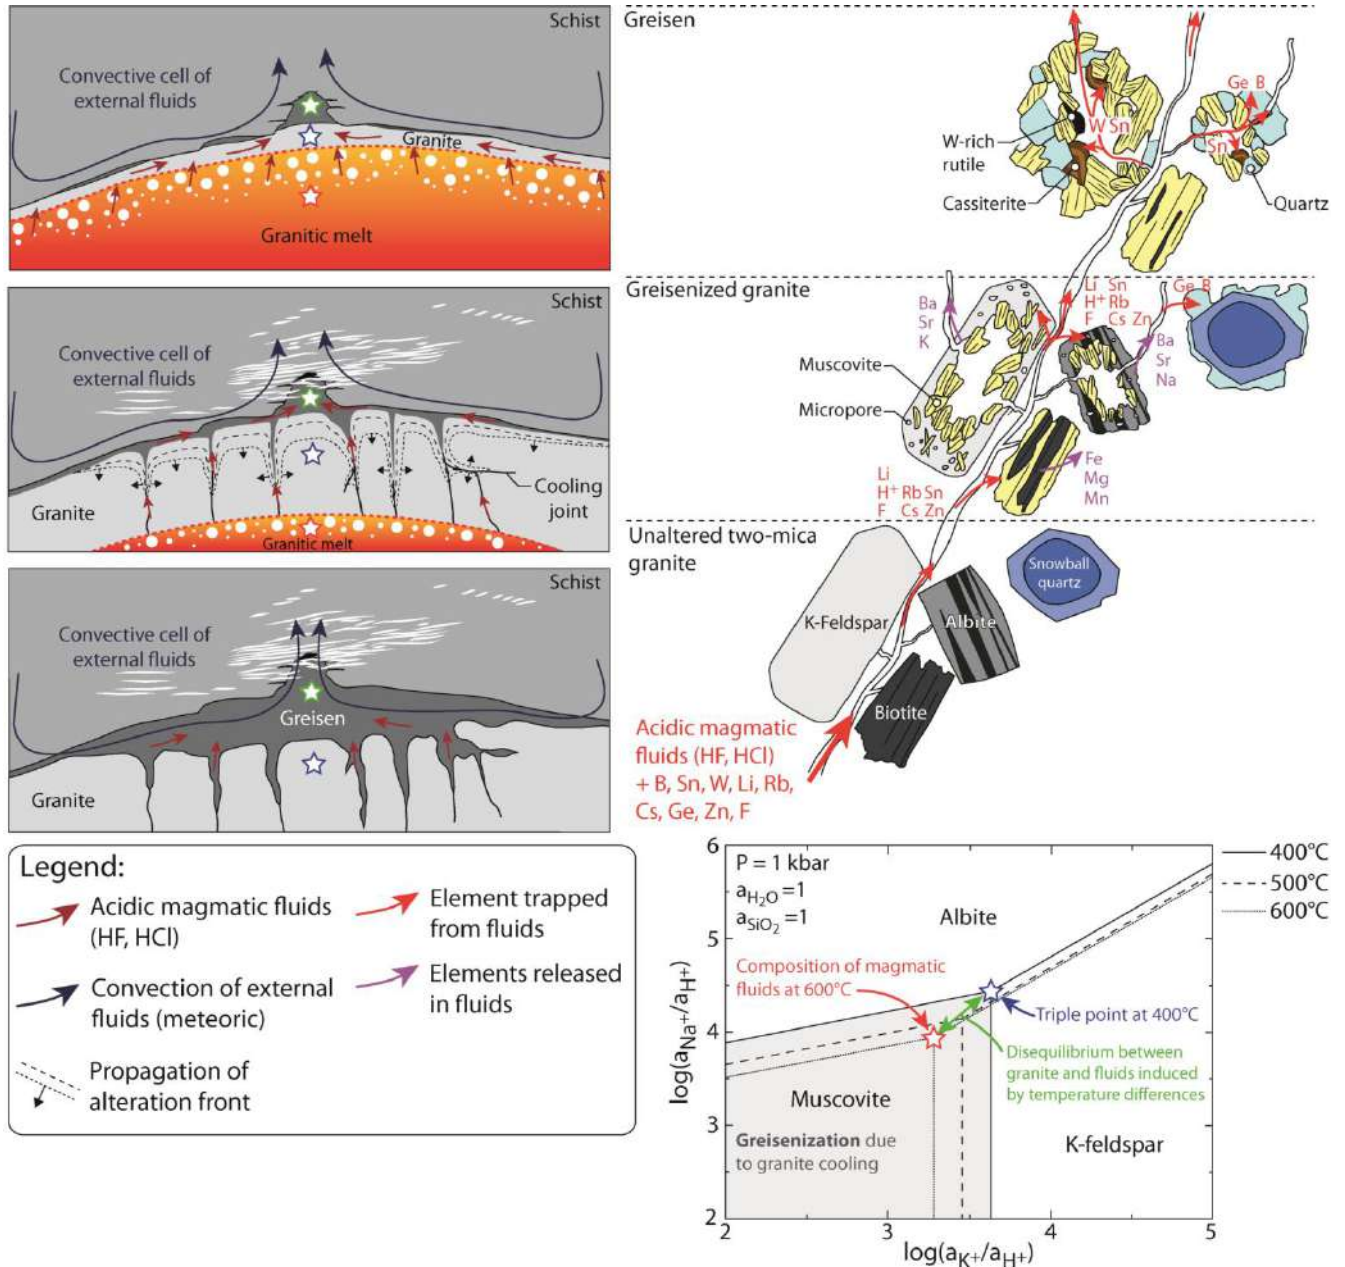 Schist
Convective cell of
external fluids
Granite
Granitic melt
Schist
Convective cell of
external fluids
Granite
Cooling
joint
Granitic melt
Schist
Convective cell of
external fluids
Greisen
Granite
Legend:
Acidic magmatic fluids
(HF, HCl)
Element trapped
from fluids
Convection of external
fluids (meteoric)
Elements released
in fluids
Propagation of
alteration front
Greisen
Ge B
W Sn
Sn
W-rich
rutile
Cassiterite
Quartz
Greisenized granite
Ba
Sr
K
Li Sn
H+ Rb
F Cs Zn
Ge B
Ba
Sr
Na
Muscovite
Micropore
Li
H+ Rb Sn
F Cs Zn
Fe
Mg
Mn
Unaltered two-mica
granite
Snowball
quartz
K-Feldspar
Albite
Biotite
Acidic magmatic
fluids (HF, HCl)
+ B, Sn, W, Li, Rb,
Cs, Ge, Zn, F
6
5
4
3
2
log(aNa+/aH+)
P = 1 kbar
aH2O=1
aSiO2=1
Albite
400°C
500°C
600°C
Composition of magmatic
fluids at 600°C
Triple point at 400°C
Disequilibrium between
granite and fluids induced
by temperature differences
Muscovite
Greisenization due
to granite cooling
K-feldspar
2 3 4 5
log(aK+/aH+)